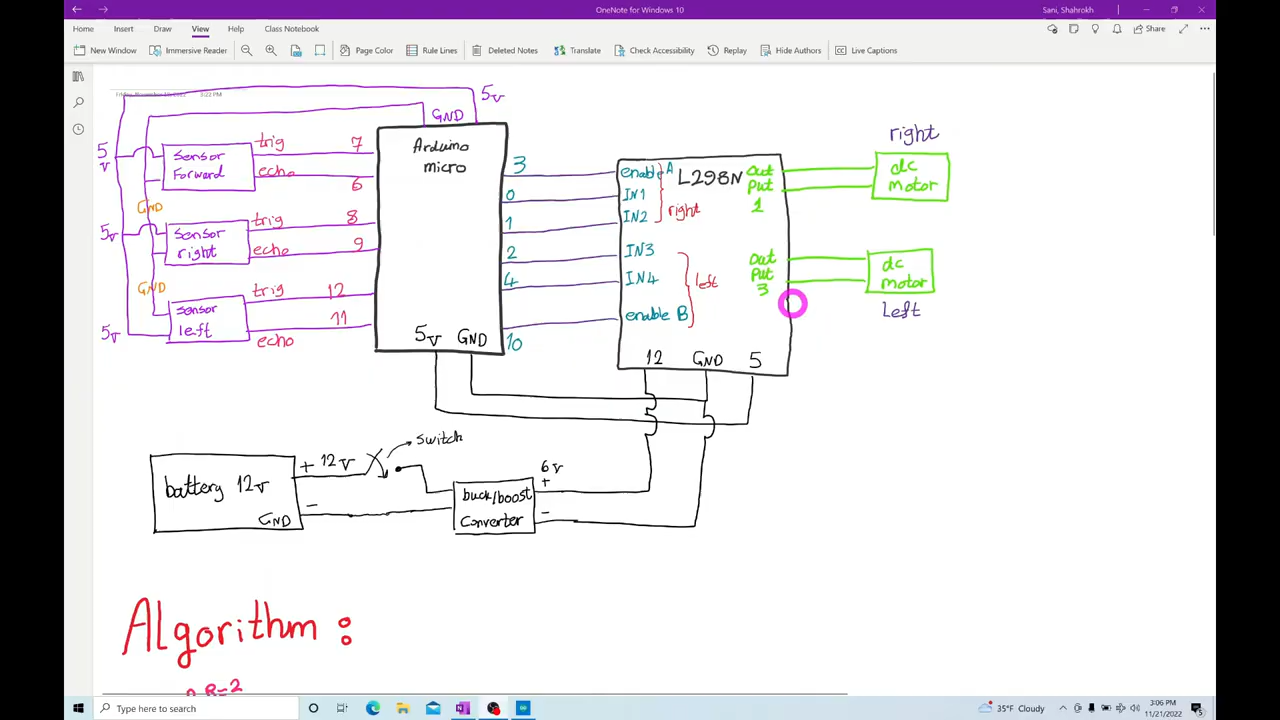 OneNote for Windows 10
Sani, Shahrokh
Home Insert Draw View Help Class Notebook
Share
New Window Immersive Reader Page Color Rule Lines Deleted Notes Translate Check Accessibility Replay Hide Authors Live Captions
3:22 PM
5v
GND
5v
Sensor
Forward
trig 7
echo 6
GND
5v
Sensor
right
trig 8
echo 9
GND
5v
Sensor
left
trig 12
11
echo
Arduino
micro
5v GND
3
0
1
2
4
10
L298N
enable A
IN1
IN2
right
IN3
IN4
left
enable B
Out
Put
1
Out
Put
3
12 GND 5
right
dc
motor
dc
motor
left
battery 12v
GND
+ 12v
-
switch
buck/boost
Converter
6v
+
-
Algorithm :
R=2
Type here to search
35°F Cloudy
3:06 PM
11/21/2022
5